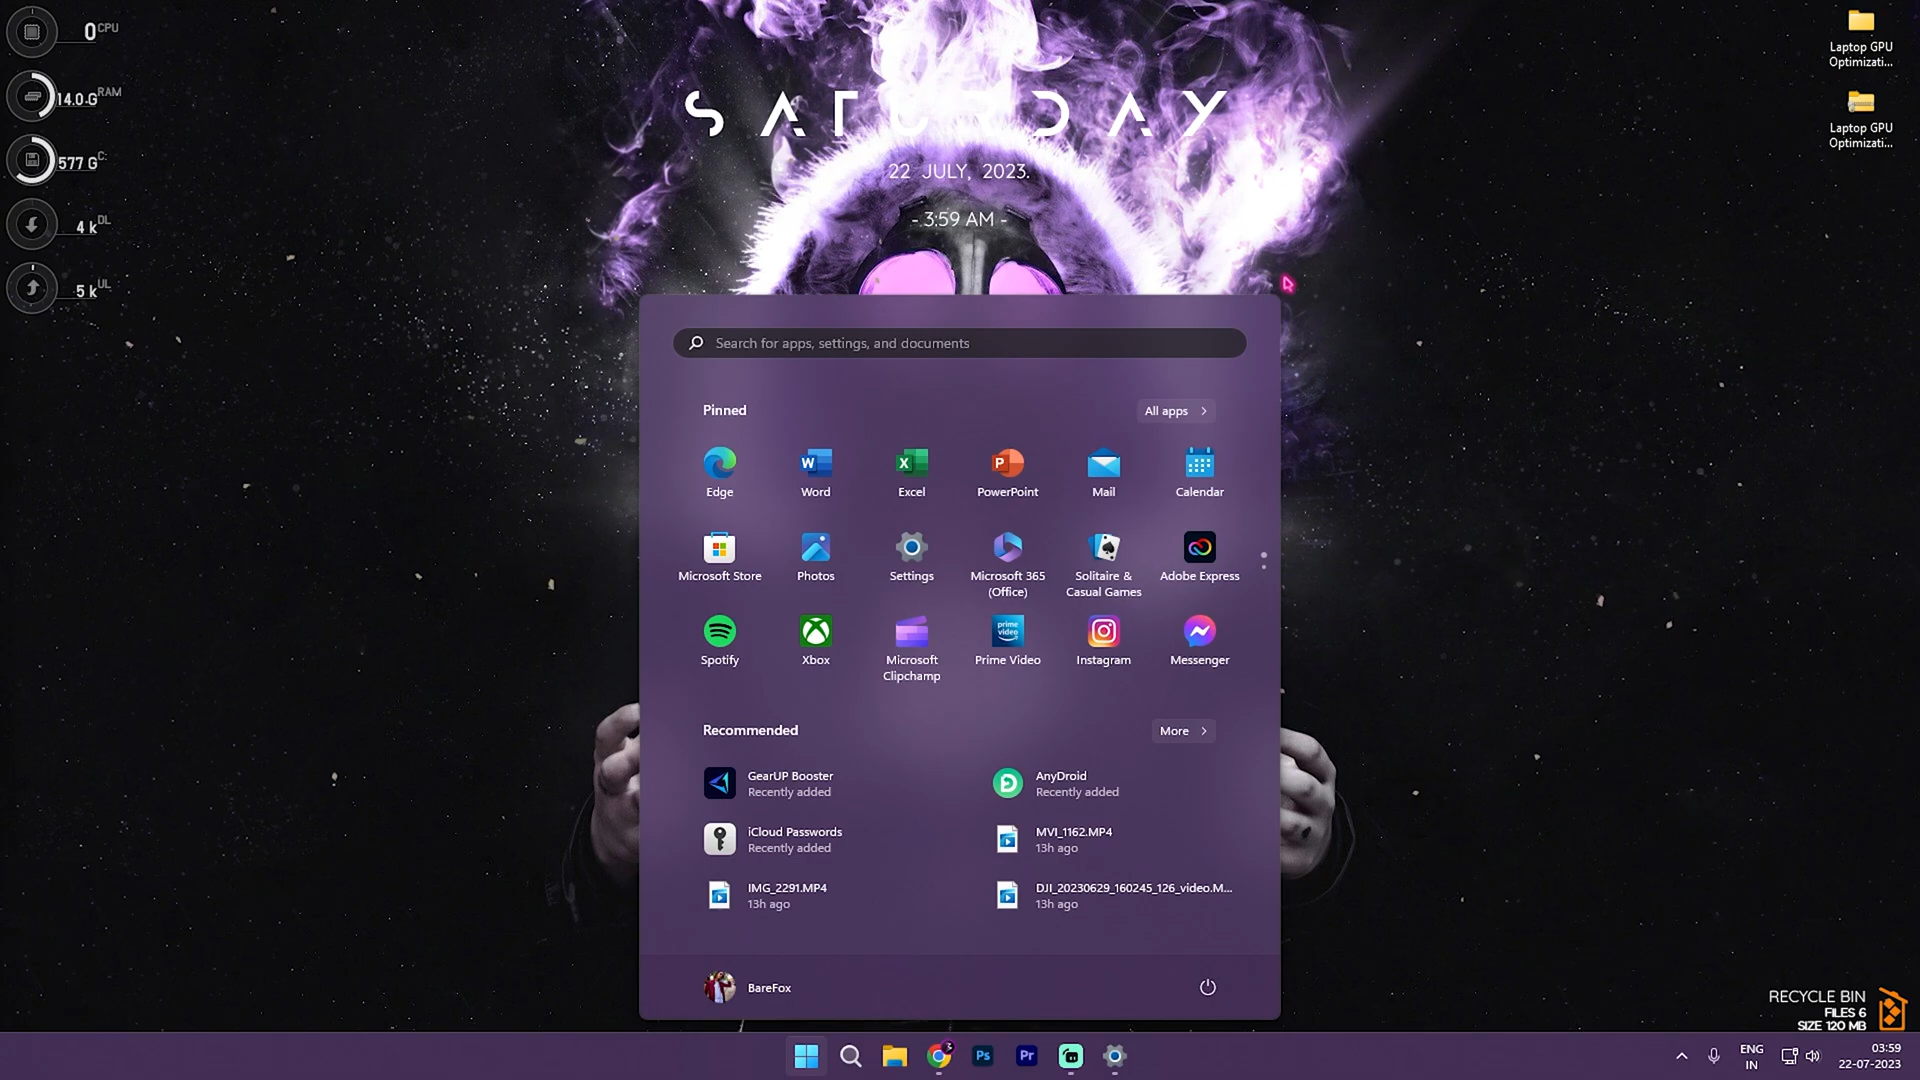 0 CPU
14.0 G RAM
577 G C:
4 k DL
5 k UL
SATURDAY
22 JULY, 2023.
- 3:59 AM -
Laptop GPU
Optimizati...
Laptop GPU
Optimizati...
Search for apps, settings, and documents
Pinned
All apps
Edge
Word
Excel
PowerPoint
Mail
Calendar
Microsoft Store
Photos
Settings
Microsoft 365
(Office)
Solitaire &
Casual Games
Adobe Express
Spotify
Xbox
Microsoft
Clipchamp
prime
video
Prime Video
Instagram
Messenger
Recommended
More
GearUP Booster
Recently added
AnyDroid
Recently added
iCloud Passwords
Recently added
MVI_1162.MP4
13h ago
IMG_2291.MP4
13h ago
DJI_20230629_160245_126_video.M...
13h ago
BareFox
RECYCLE BIN
FILES 6
SIZE 120 MB
3
Ps
Pr
ENG
IN
03:59
22-07-2023